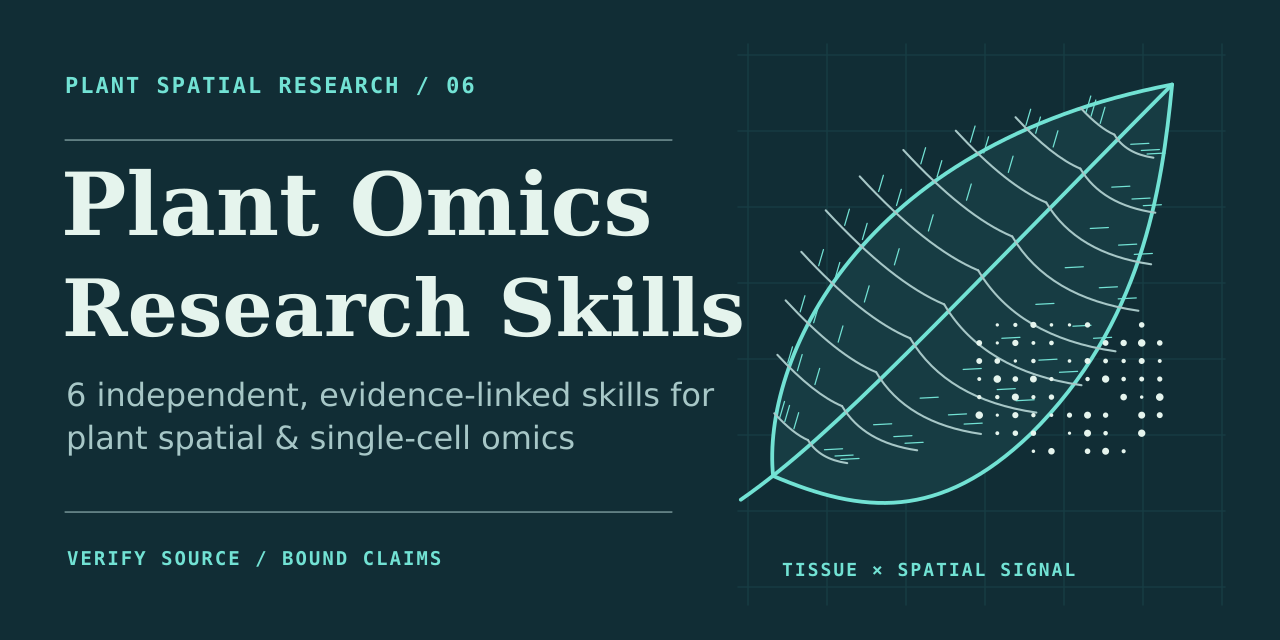 PLANT SPATIAL RESEARCH / 06
Plant Omics
Research Skills
6 independent, evidence-linked skills for
plant spatial & single-cell omics
VERIFY SOURCE / BOUND CLAIMS
TISSUE × SPATIAL SIGNAL